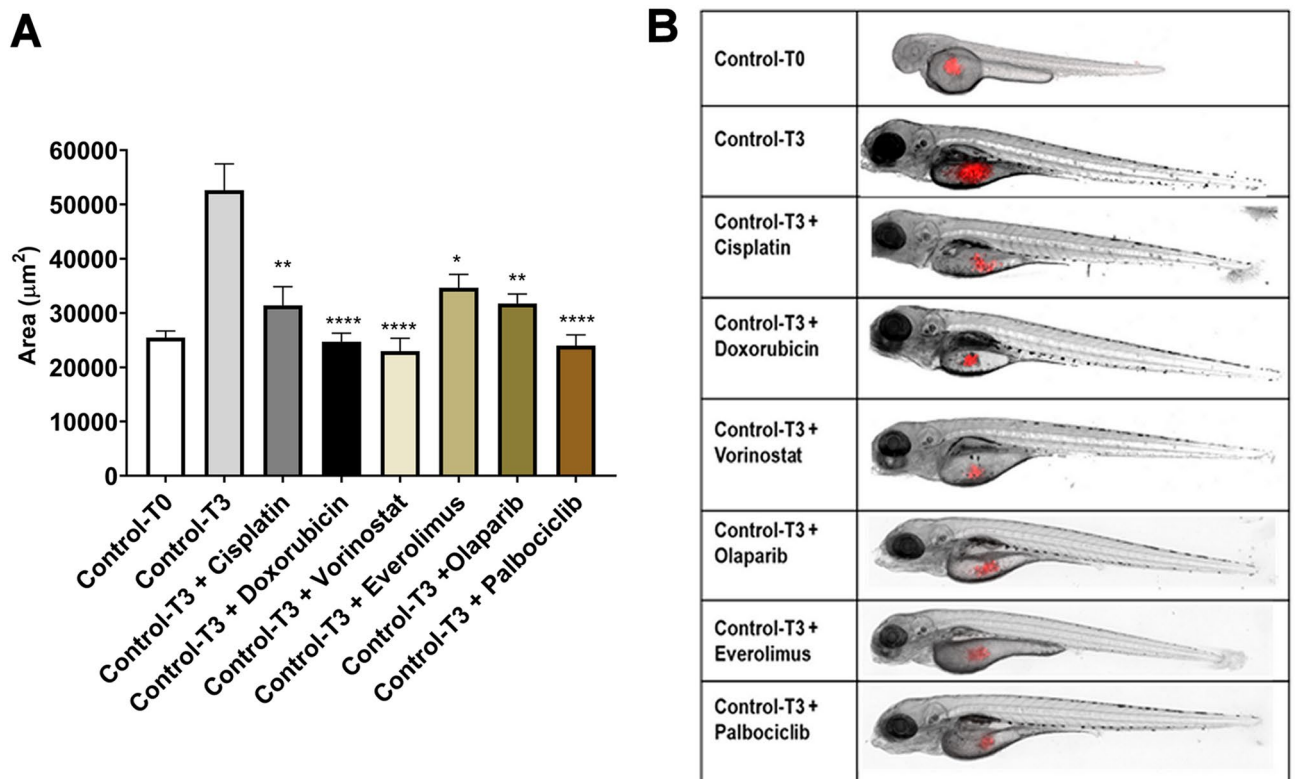 A
Area (μm²)
60000
50000
40000
30000
20000
10000
0
**
****
****
*
**
****
Control-T0
Control-T3
Control-T3 + Cisplatin
Control-T3 + Doxorubicin
Control-T3 + Vorinostat
Control-T3 + Everolimus
Control-T3 +Olaparib
Control-T3 + Palbociclib
B
Control-T0
Control-T3
Control-T3 +
Cisplatin
Control-T3 +
Doxorubicin
Control-T3 +
Vorinostat
Control-T3 +
Olaparib
Control-T3 +
Everolimus
Control-T3 +
Palbociclib